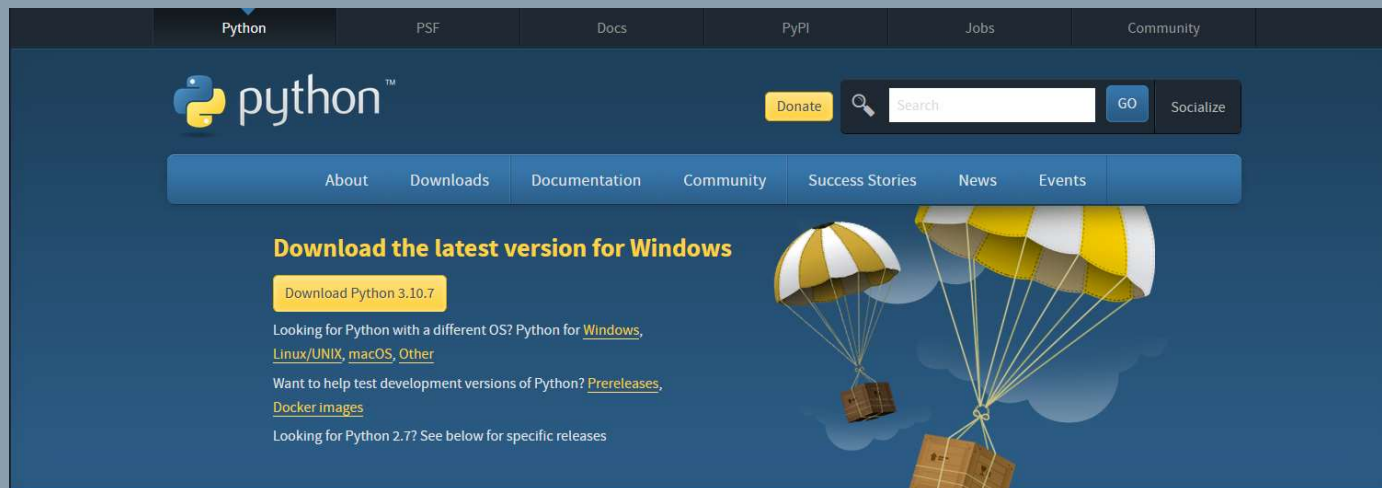 Python PSF Docs PyPI Jobs Community
python™
Donate Search GO Socialize
About Downloads Documentation Community Success Stories News Events
Download the latest version for Windows
Download Python 3.10.7
Looking for Python with a different OS? Python for Windows,
Linux/UNIX, macOS, Other
Want to help test development versions of Python? Prereleases,
Docker images
Looking for Python 2.7? See below for specific releases